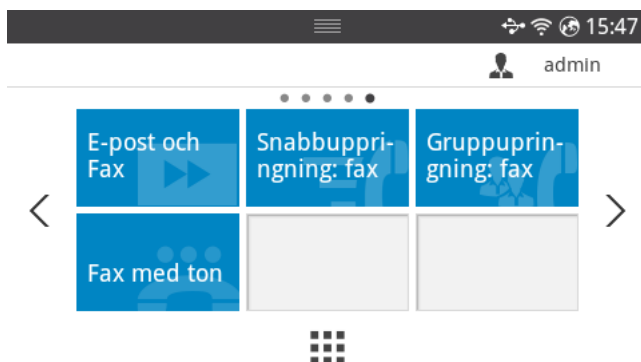 15:47
admin
E-post och
Fax
Snabbuppri-
ngning: fax
Gruppuprin-
gning: fax
Fax med ton